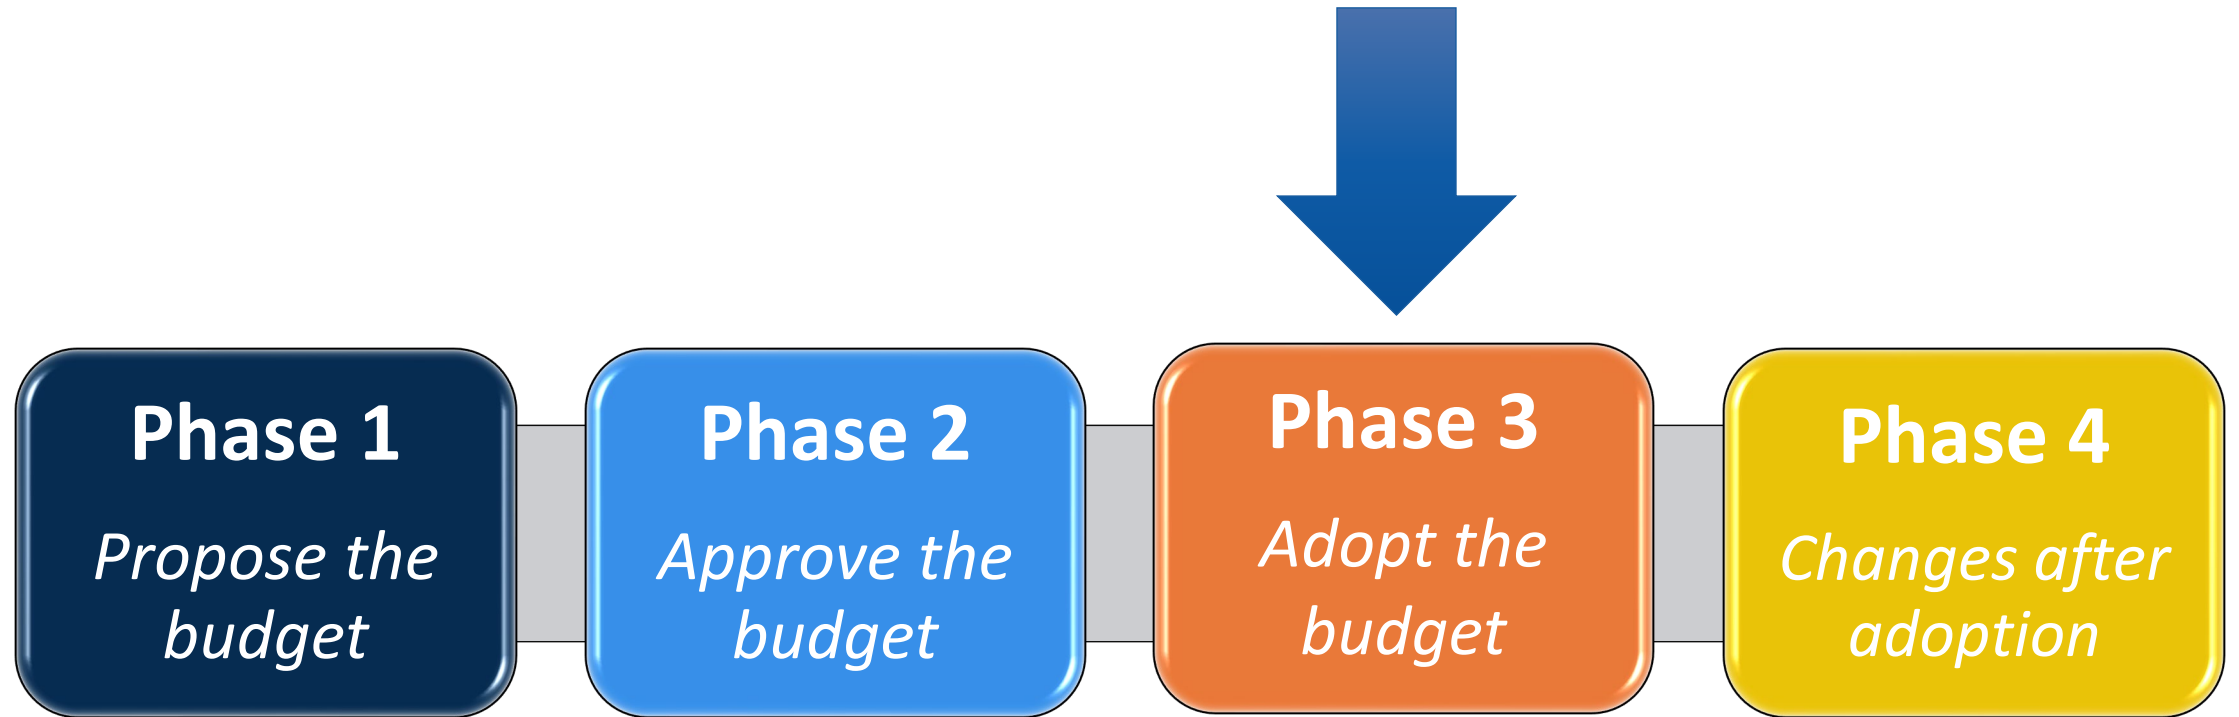 Phase 1
Propose the
budget
Phase 2
Approve the
budget
Phase 3
Adopt the
budget
Phase 4
Changes after
adoption